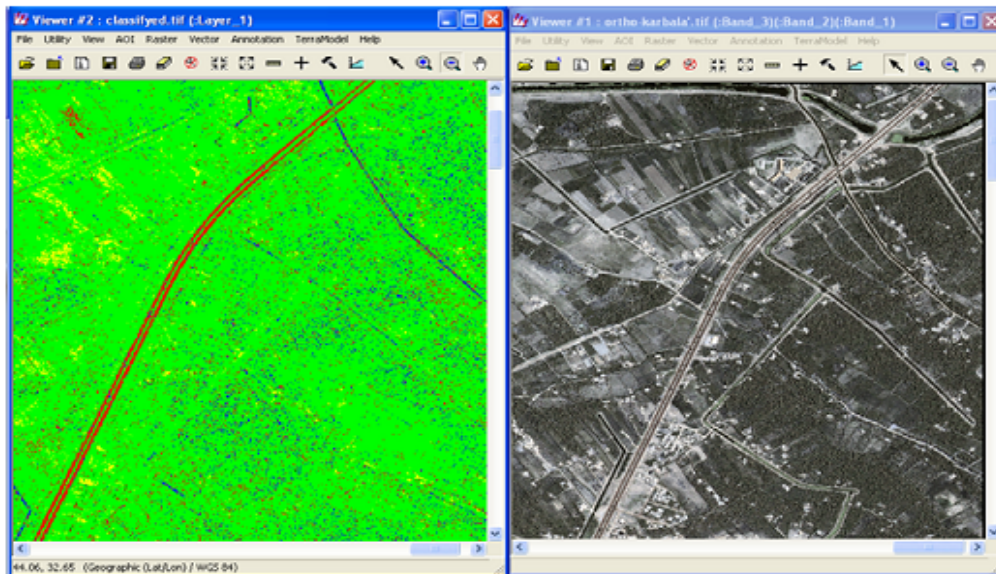 Viewer #2 : classifyed.tif (:Layer_1)
File Utility View AOI Raster Vector Annotation TerraModel Help
44.06, 32.65 (Geographic (Lat/Lon) / WGS 84)
Viewer #1 : ortho-karbala'.tif (:Band_3)(:Band_2)(:Band_1)
File Utility View AOI Raster Vector Annotation TerraModel Help